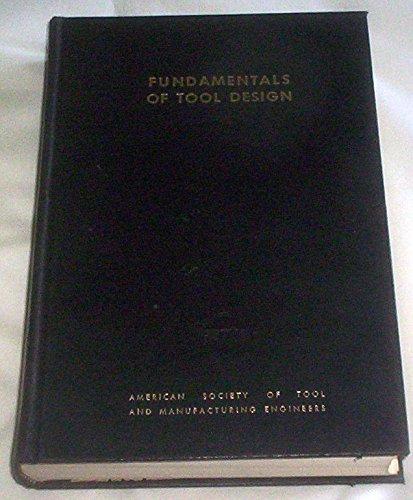 FUNDAMENTALS
OF TOOL DESIGN
AMERICAN SOCIETY OF TOOL
AND MANUFACTURING ENGINEERS